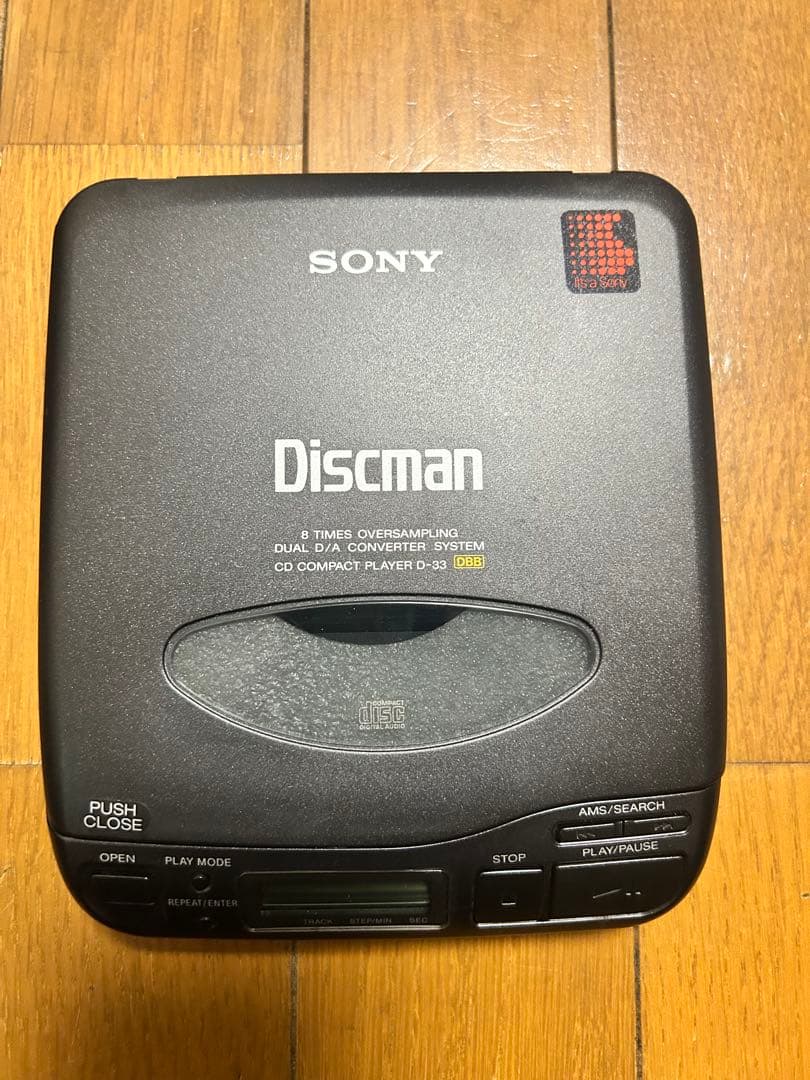 SONY
It's a Sony
Discman
8 TIMES OVERSAMPLING
DUAL D/A CONVERTER SYSTEM
CD COMPACT PLAYER D-33 DBB
COMPACT
disc
DIGITAL AUDIO
PUSH
CLOSE
AMS/SEARCH
OPEN
PLAY MODE
STOP
PLAY/PAUSE
REPEAT/ENTER
TRACK STEP/MIN SEC